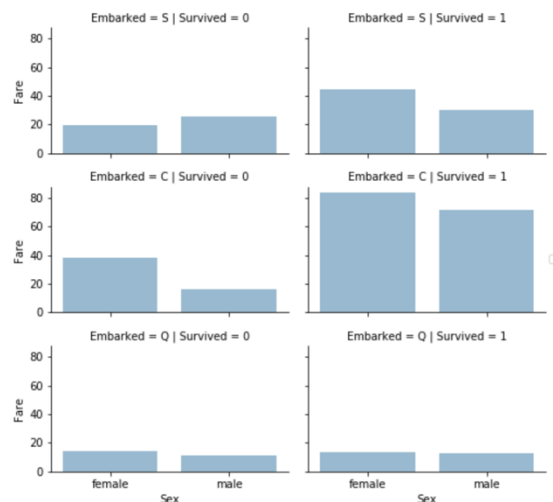 Embarked = S | Survived = 0
Embarked = S | Survived = 1
80
60
40
20
0
Fare
Embarked = C | Survived = 0
Embarked = C | Survived = 1
80
60
40
20
0
Fare
Embarked = Q | Survived = 0
Embarked = Q | Survived = 1
80
60
40
20
0
Fare
female male female male
Sex Sex